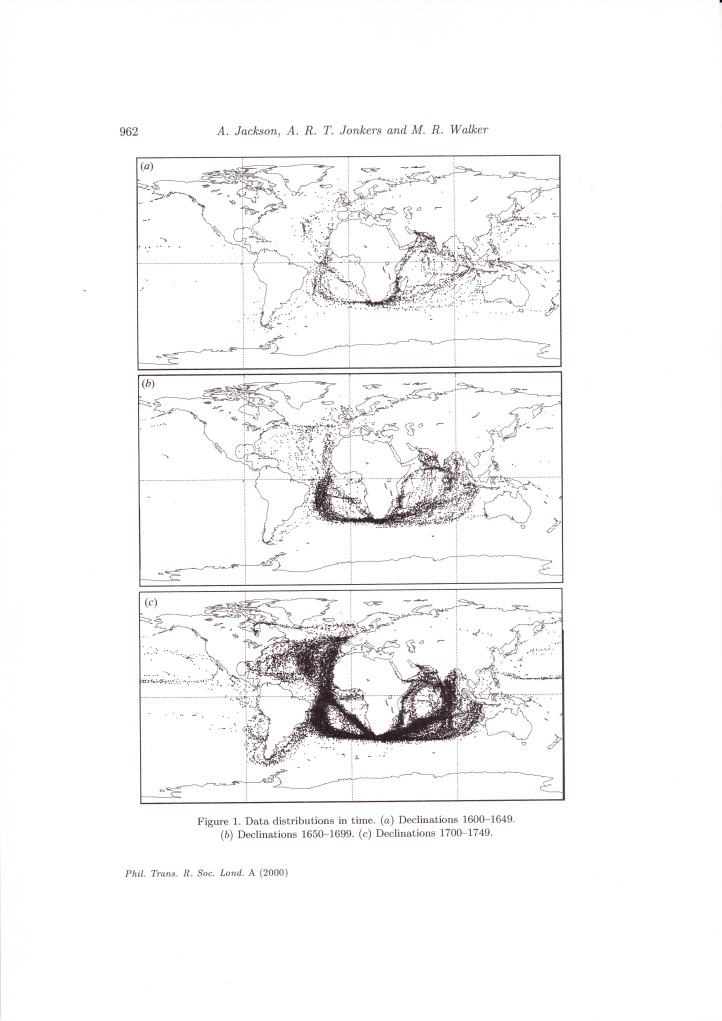 962
A. Jackson, A. R. T. Jonkers and M. R. Walker
(a)
(b)
(c)
Figure 1. Data distributions in time. (a) Declinations 1600–1649.
(b) Declinations 1650–1699. (c) Declinations 1700–1749.
Phil. Trans. R. Soc. Lond. A (2000)